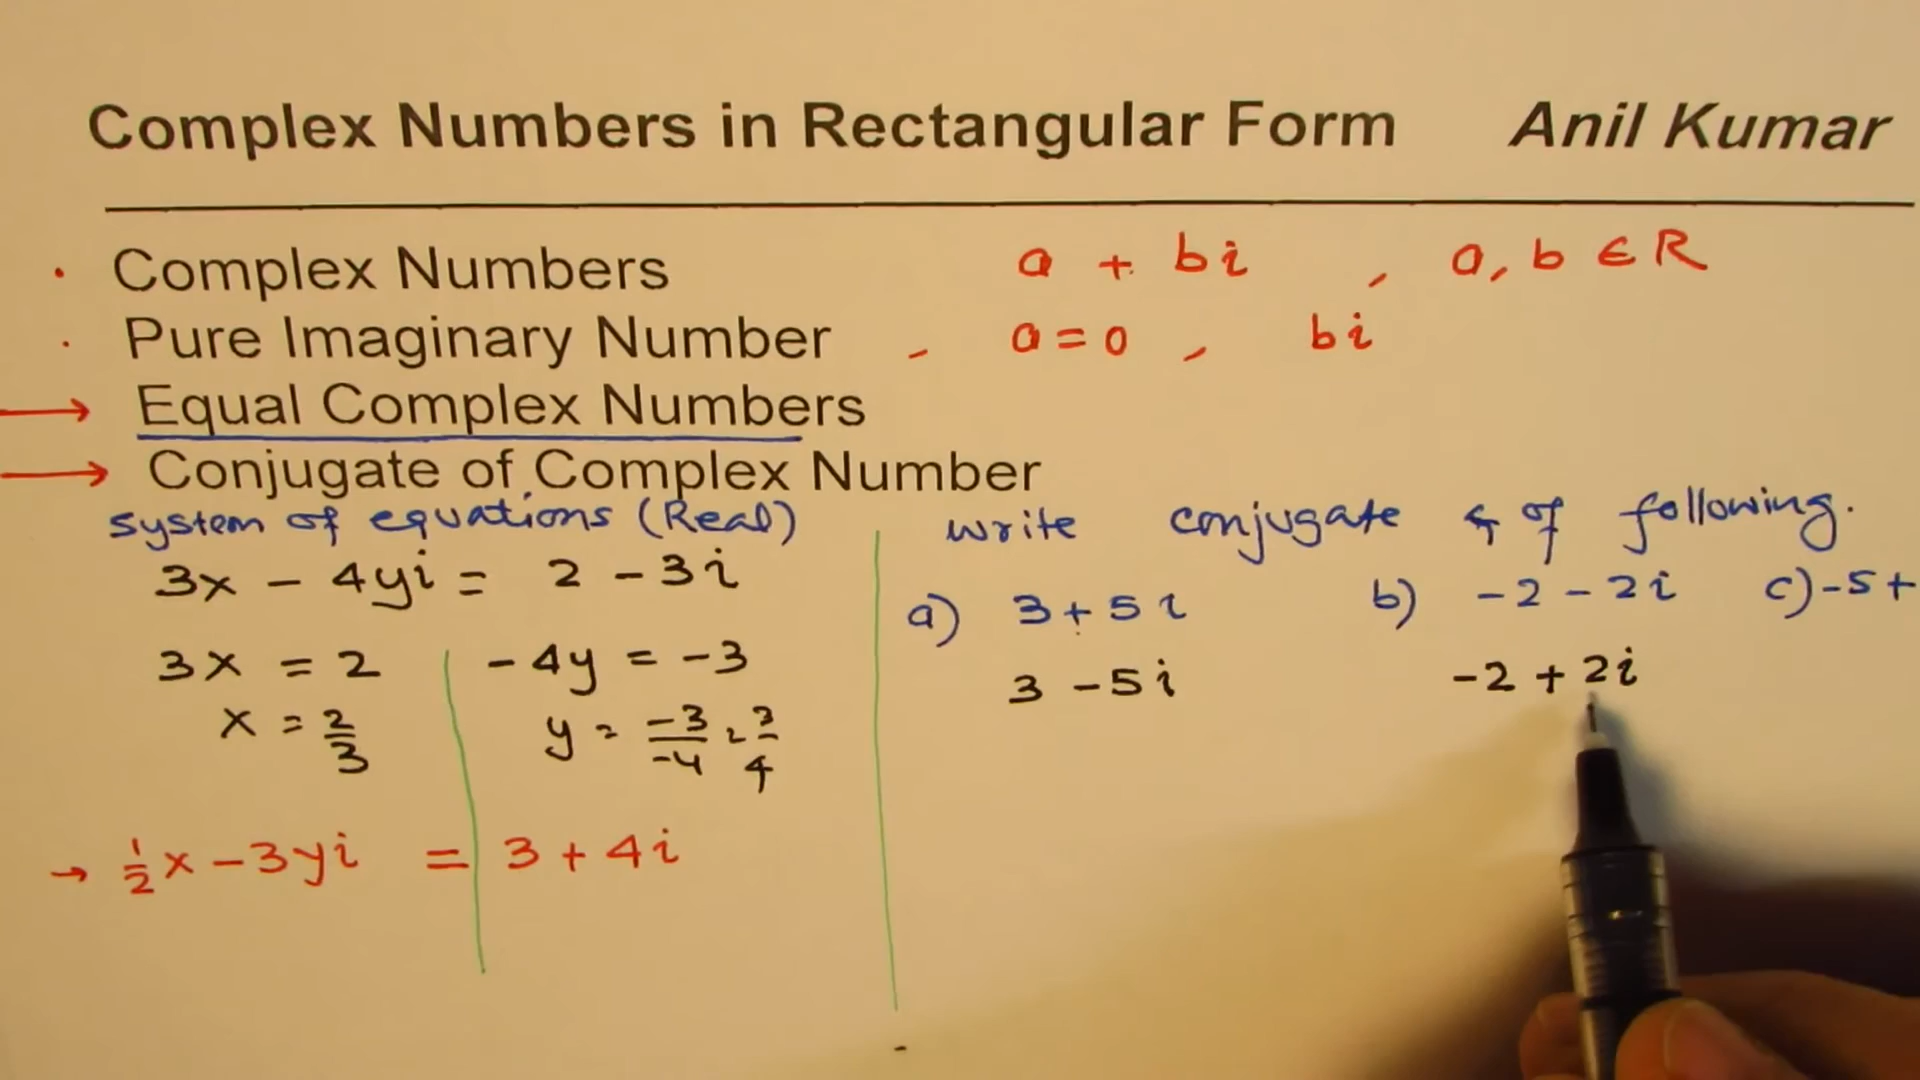 Complex Numbers in Rectangular Form Anil Kumar
· Complex Numbers a + bi , a, b ∈ R
· Pure Imaginary Number , a = 0 , bi
→ Equal Complex Numbers
→ Conjugate of Complex Number
system of equations (Real)
3x - 4yi = 2 - 3i
3x = 2 -4y = -3
x = 2/3 y = -3/-4 = 3/4
→ 1/2 x - 3yi = 3 + 4i
write conjugate of following.
a) 3 + 5i b) -2 - 2i c) -5 +
3 - 5i -2 + 2i